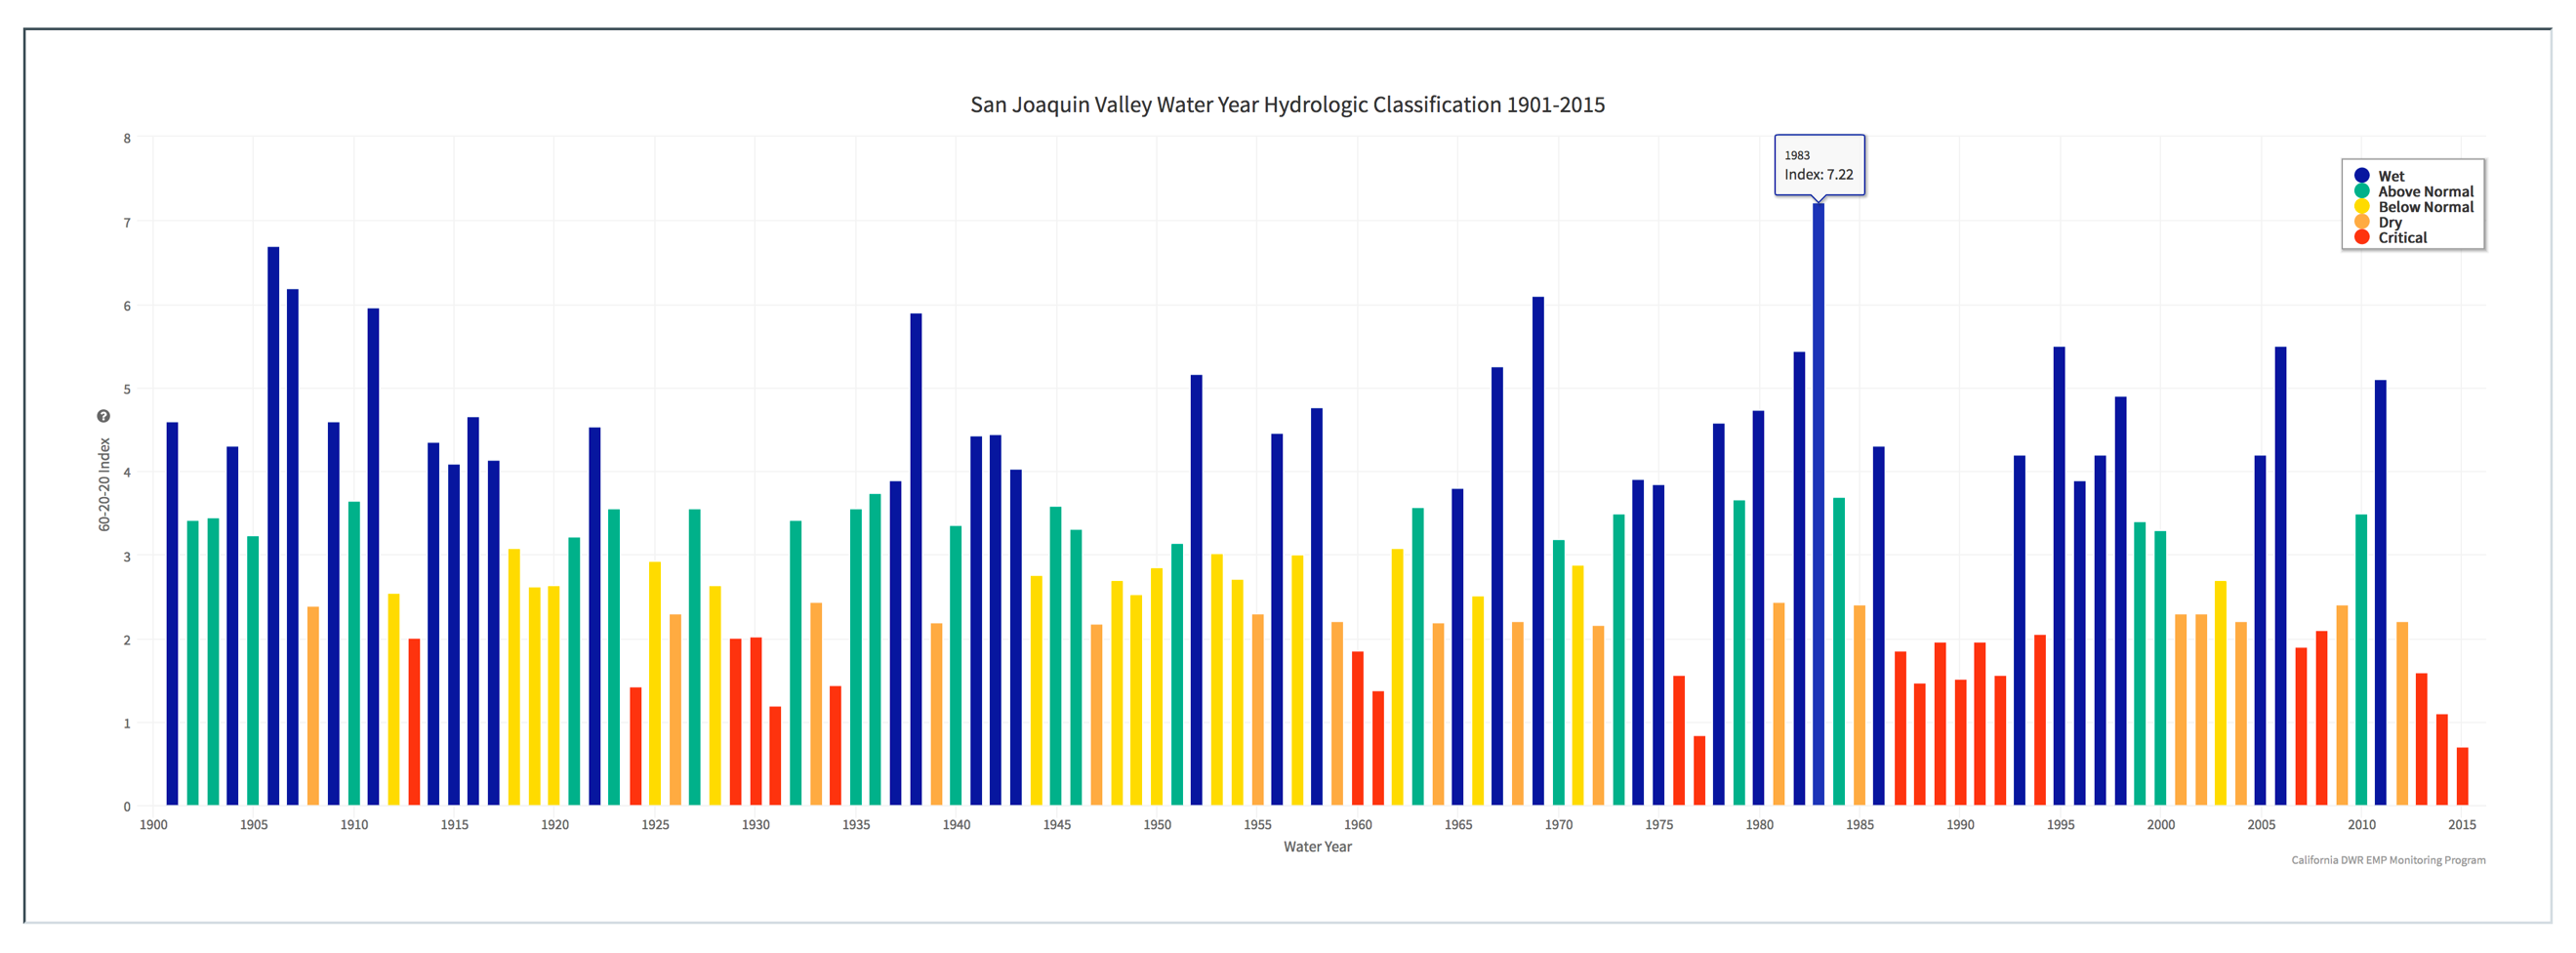 San Joaquin Valley Water Year Hydrologic Classification 1901-2015
8
7
6
5
4
3
2
1
0
60-20-20 Index ?
1983
Index: 7.22
Wet
Above Normal
Below Normal
Dry
Critical
1900 1905 1910 1915 1920 1925 1930 1935 1940 1945 1950 1955 1960 1965 1970 1975 1980 1985 1990 1995 2000 2005 2010 2015
Water Year
California DWR EMP Monitoring Program